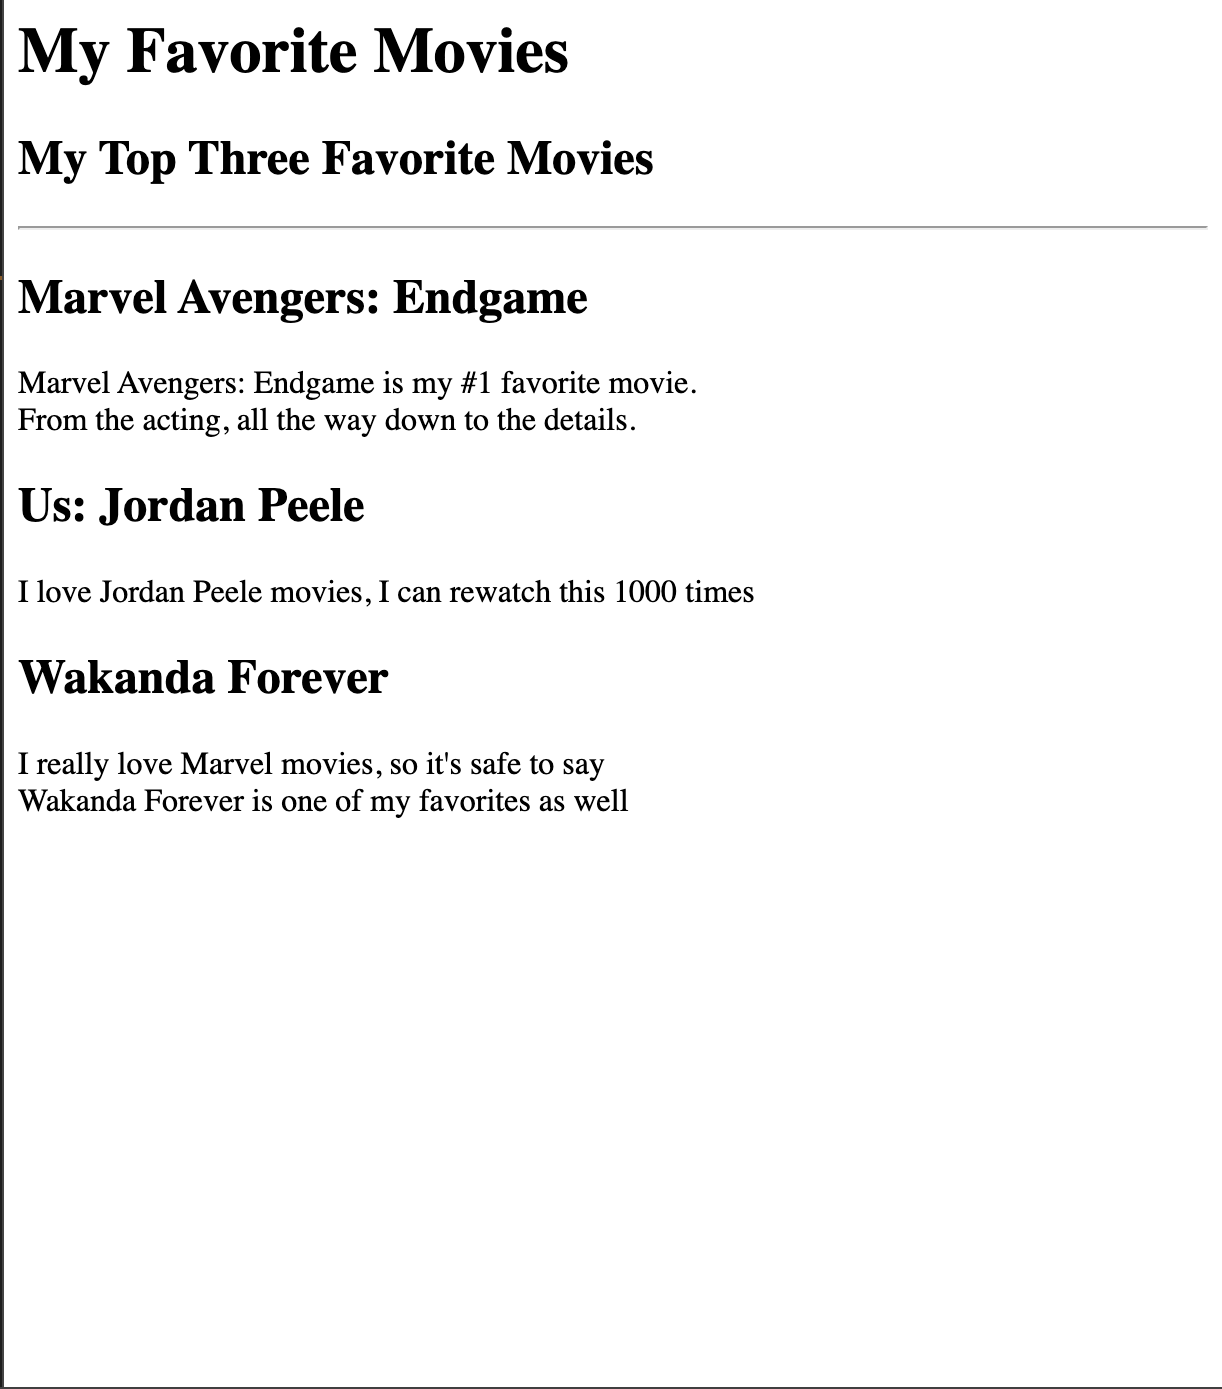 My Favorite Movies
My Top Three Favorite Movies
Marvel Avengers: Endgame
Marvel Avengers: Endgame is my #1 favorite movie.
From the acting, all the way down to the details.
Us: Jordan Peele
I love Jordan Peele movies, I can rewatch this 1000 times
Wakanda Forever
I really love Marvel movies, so it's safe to say
Wakanda Forever is one of my favorites as well